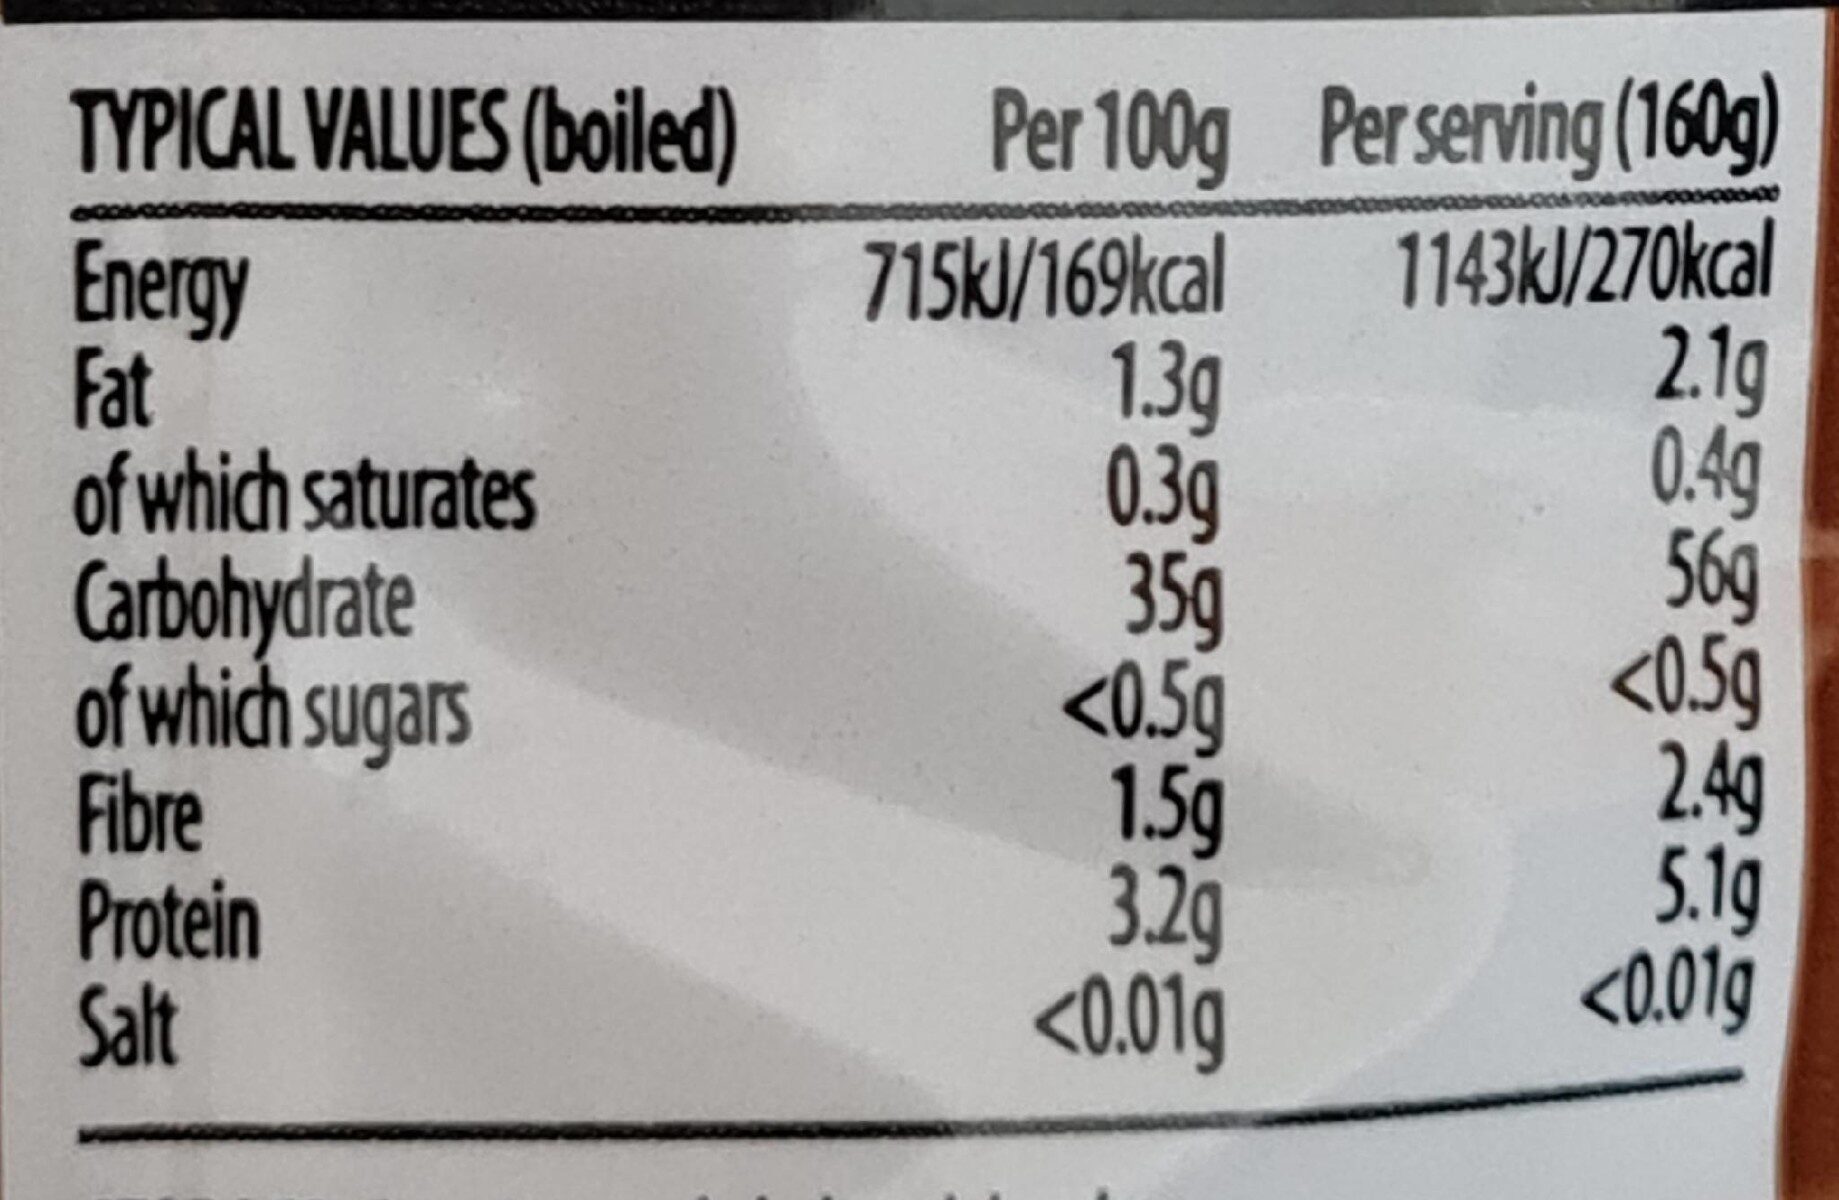 TYPICAL VALUES (boiled) Per 100g Per serving (160g)
Energy 715kJ/169kcal 1143kJ/270kcal
Fat 1.3g 2.1g
of which saturates 0.3g 0.4g
Carbohydrate 35g 56g
of which sugars <0.5g <0.5g
Fibre 1.5g 2.4g
Protein 3.2g 5.1g
Salt <0.01g <0.01g